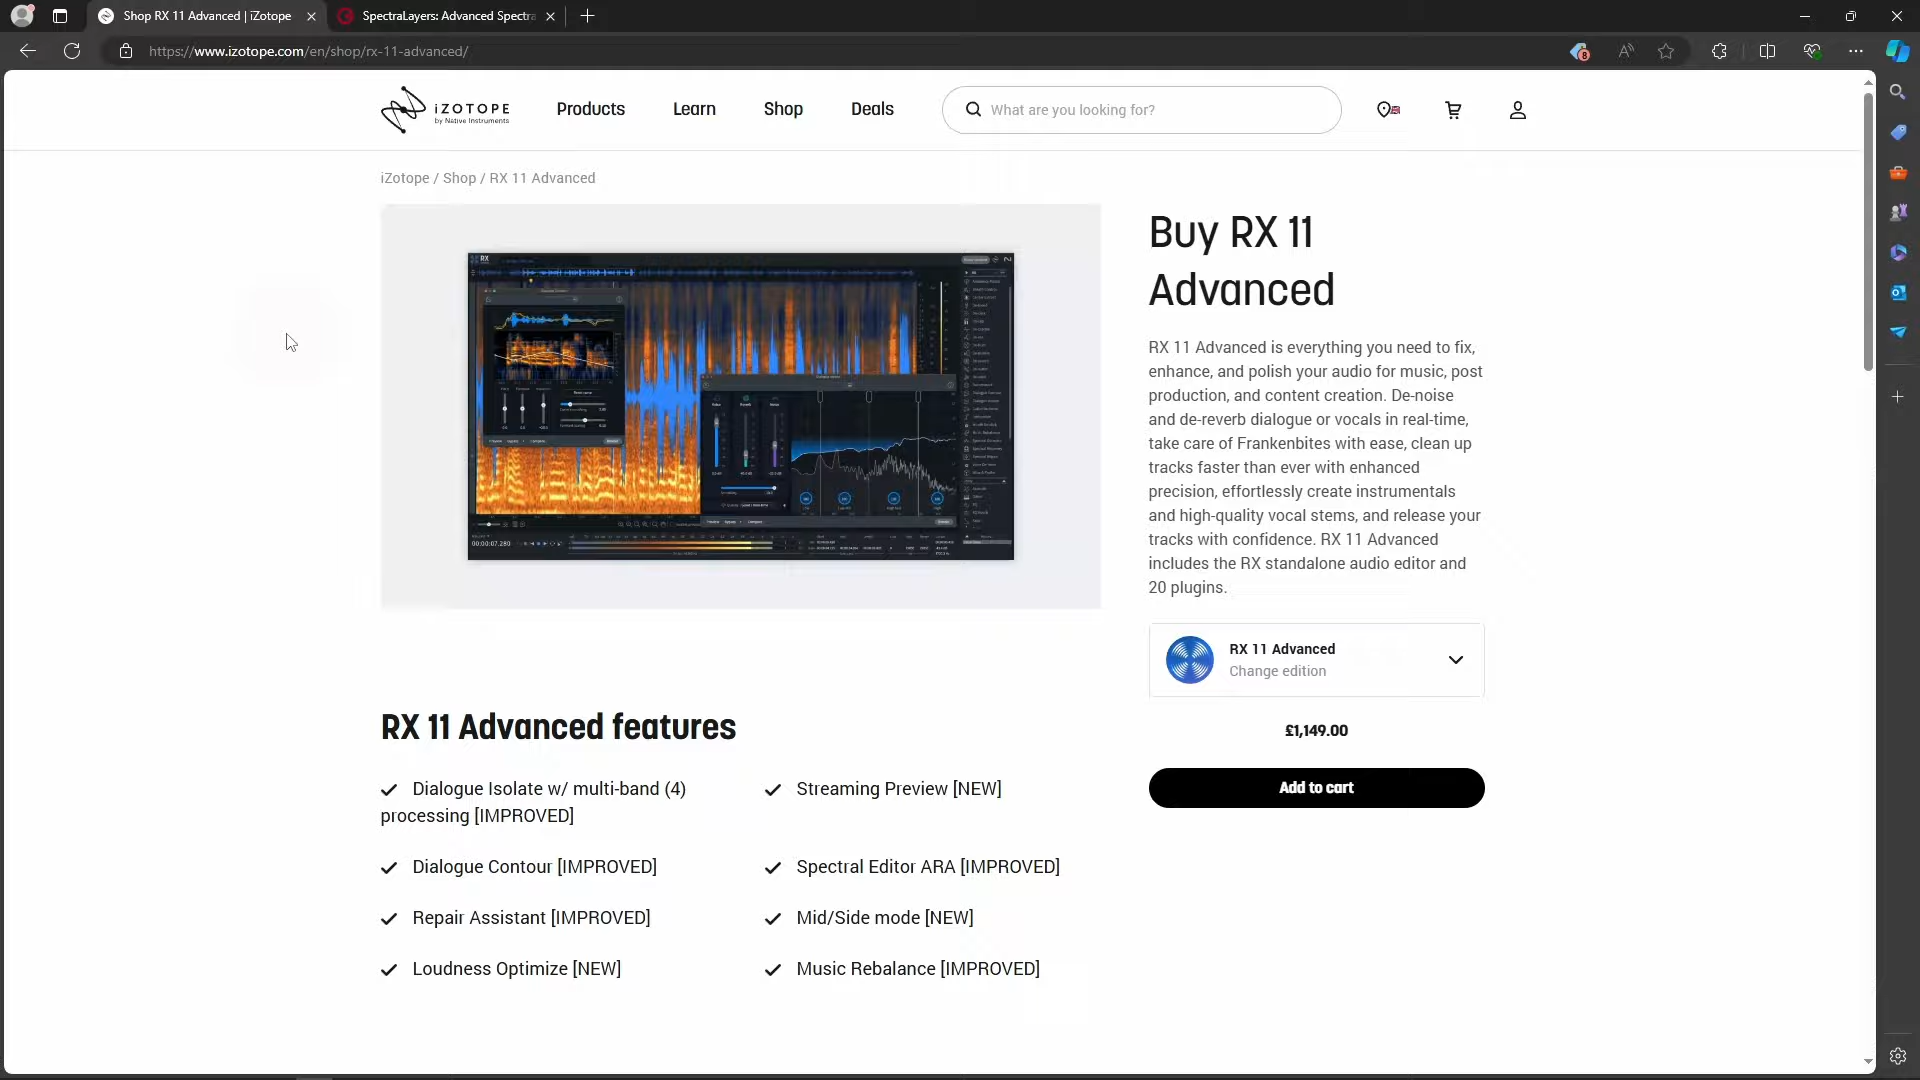 Shop RX 11 Advanced | iZotope
SpectraLayers: Advanced Spectra
https://www.izotope.com/en/shop/rx-11-advanced/
8
iZOTOPE
by Native Instruments
Products
Learn
Shop
Deals
What are you looking for?
iZotope / Shop / RX 11 Advanced
RX
00:00:07.280
Buy RX 11
Advanced
RX 11 Advanced is everything you need to fix,
enhance, and polish your audio for music, post
production, and content creation. De-noise
and de-reverb dialogue or vocals in real-time,
take care of Frankenbites with ease, clean up
tracks faster than ever with enhanced
precision, effortlessly create instrumentals
and high-quality vocal stems, and release your
tracks with confidence. RX 11 Advanced
includes the RX standalone audio editor and
20 plugins.
RX 11 Advanced
Change edition
£1,149.00
Add to cart
RX 11 Advanced features
Dialogue Isolate w/ multi-band (4)
processing [IMPROVED]
Streaming Preview [NEW]
Dialogue Contour [IMPROVED]
Spectral Editor ARA [IMPROVED]
Repair Assistant [IMPROVED]
Mid/Side mode [NEW]
Loudness Optimize [NEW]
Music Rebalance [IMPROVED]